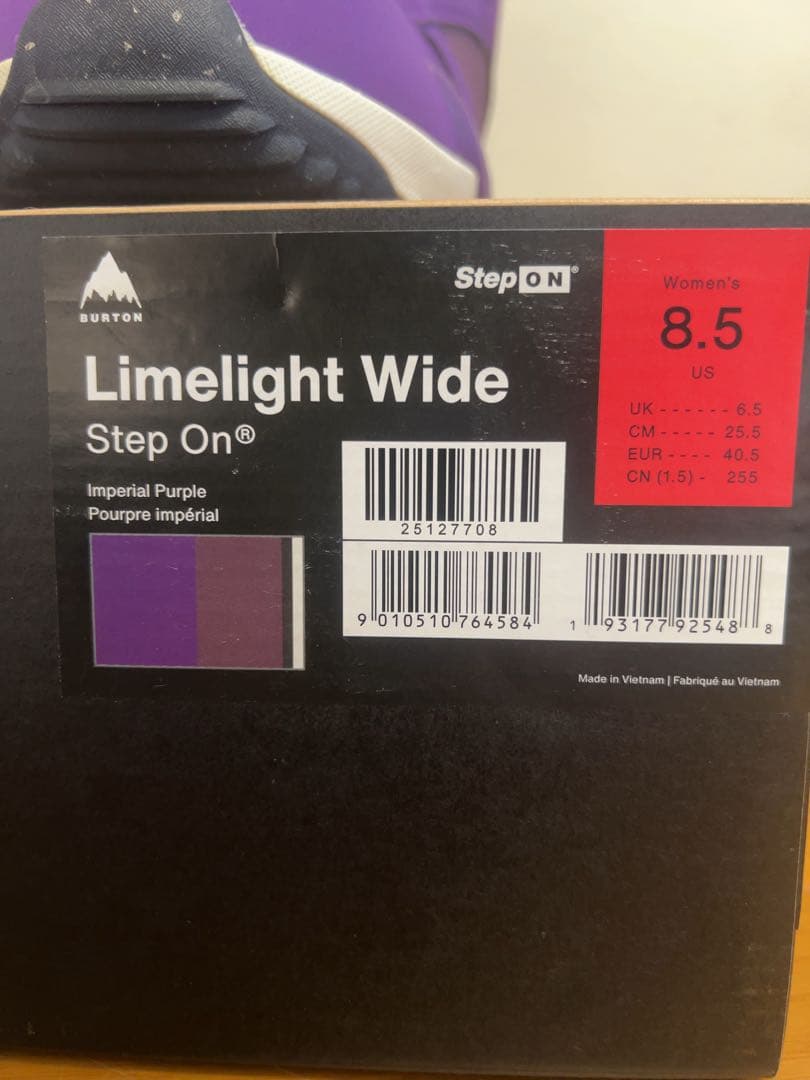 BURTON
StepON®
Limelight Wide
Step On®
Imperial Purple
Pourpre impérial
Women's
8.5
US
UK - - - - - - 6.5
CM - - - - - 25.5
EUR - - - - 40.5
CN (1.5) - 255
25127708
9 010510 764584
1 93177 92548 8
Made in Vietnam | Fabriqué au Vietnam